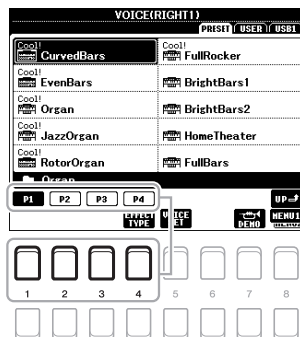 VOICE(RIGHT1)
PRESET USER USB1
Cool! CurvedBars
Cool! FullRocker
Cool! EvenBars
BrightBars1
Cool! Organ
BrightBars2
Cool! JazzOrgan
HomeTheater
Cool! RotorOrgan
FullBars
Organ
P1 P2 P3 P4
UP
EFFECT TYPE
DEMO
MENU1
1 2 3 4 5 6 7 8